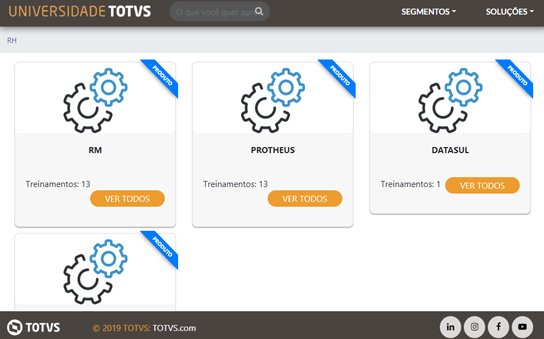 UNIVERSIDADE TOTVS
O que você quer apr
SEGMENTOS
SOLUÇÕES
RH
PRODUTO
PRODUTO
PRODUTO
RM
PROTHEUS
DATASUL
Treinamentos: 13
VER TODOS
Treinamentos: 13
VER TODOS
Treinamentos: 1
VER TODOS
PRODUTO
TOTVS
© 2019 TOTVS: TOTVS.com